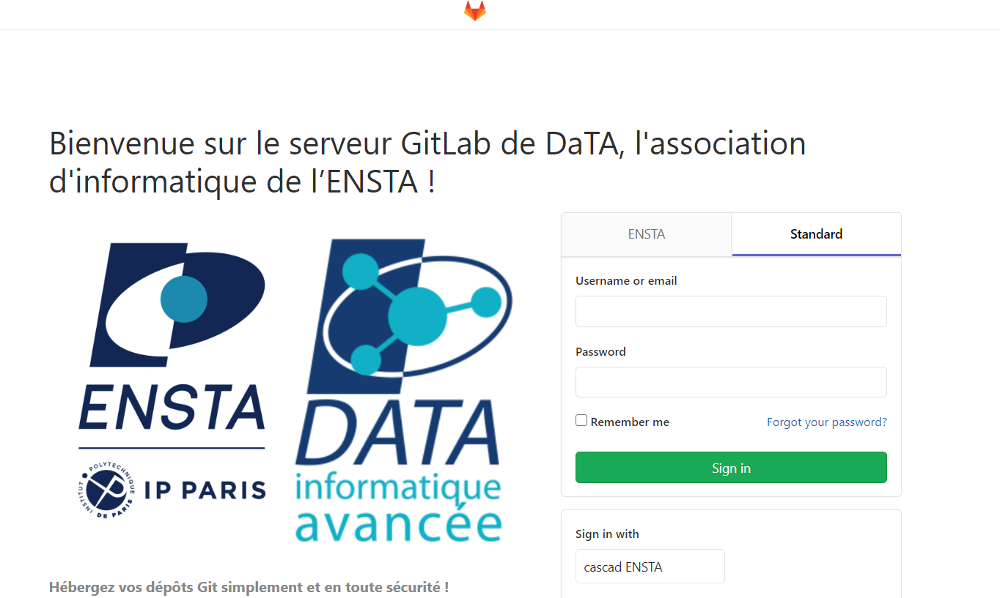 Bienvenue sur le serveur GitLab de DaTA, l'association
d'informatique de l’ENSTA !
ENSTA
IP PARIS
INSTITUT POLYTECHNIQUE DE PARIS
DATA
informatique
avancée
Hébergez vos dépôts Git simplement et en toute sécurité !
ENSTA
Standard
Username or email
Password
Remember me
Forgot your password?
Sign in
Sign in with
cascad ENSTA